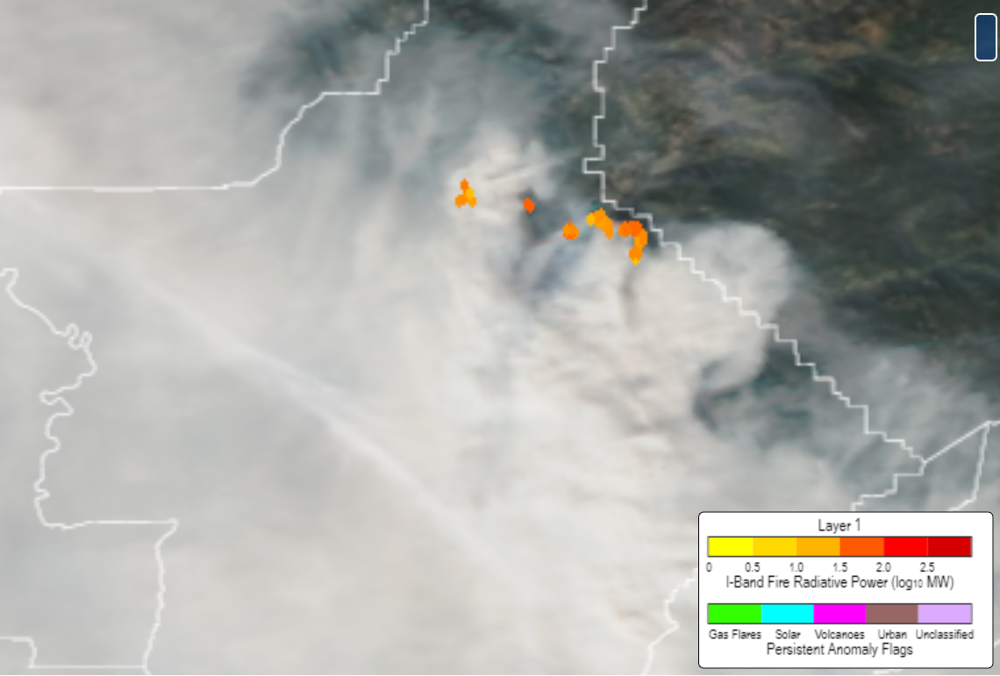 Layer 1
0 0.5 1.0 1.5 2.0 2.5
I-Band Fire Radiative Power (log₁₀ MW)
Gas Flares Solar Volcanoes Urban Unclassified
Persistent Anomaly Flags